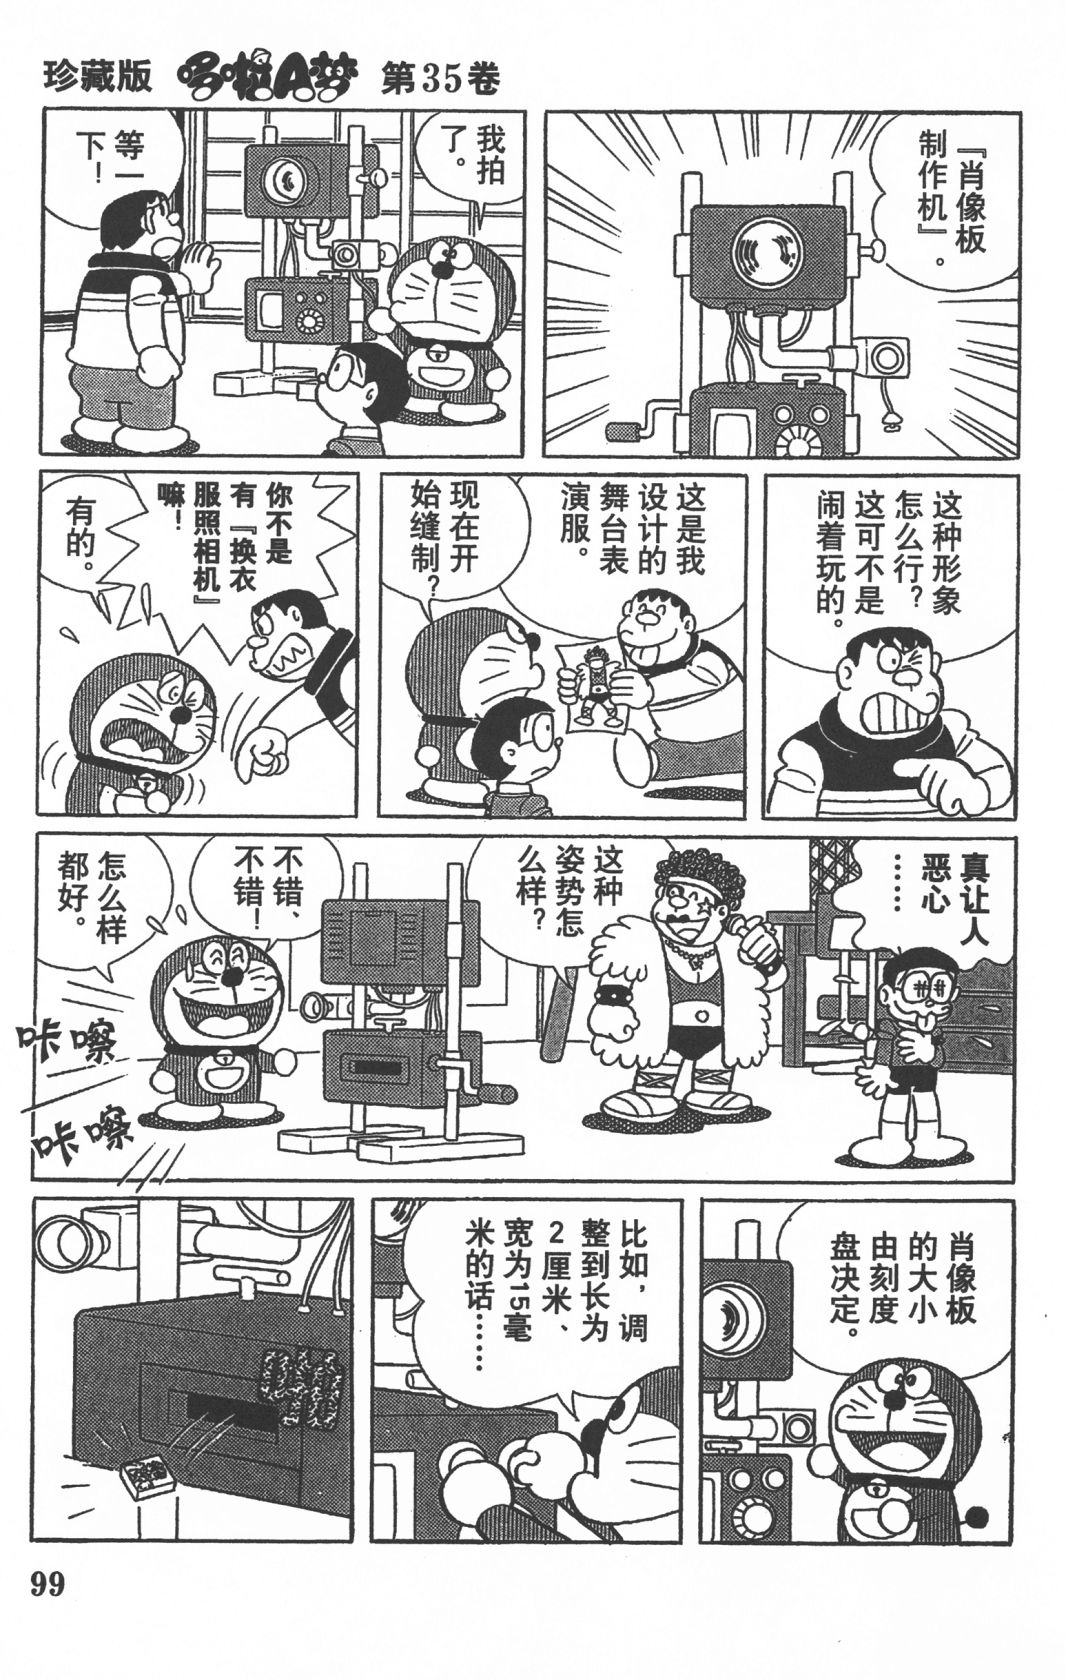 珍藏版 哆啦A梦 第35卷
『肖像板
制作机』。
我拍
了。
等一
下！
这种形象
怎么行？
这可不是
闹着玩的。
这是我
设计的
舞台表
演服。
现在开
始缝制？
你不是
有『换衣
服照相机』
嘛！
有的。
真让人
恶心
……
这种
姿势怎
么样？
不错、
不错！
怎么样
都好。
咔嚓
咔嚓
肖像板
的大小
由刻度
盘决定。
比如，调
整到长为
2厘米、
宽为15毫
米的话……
99